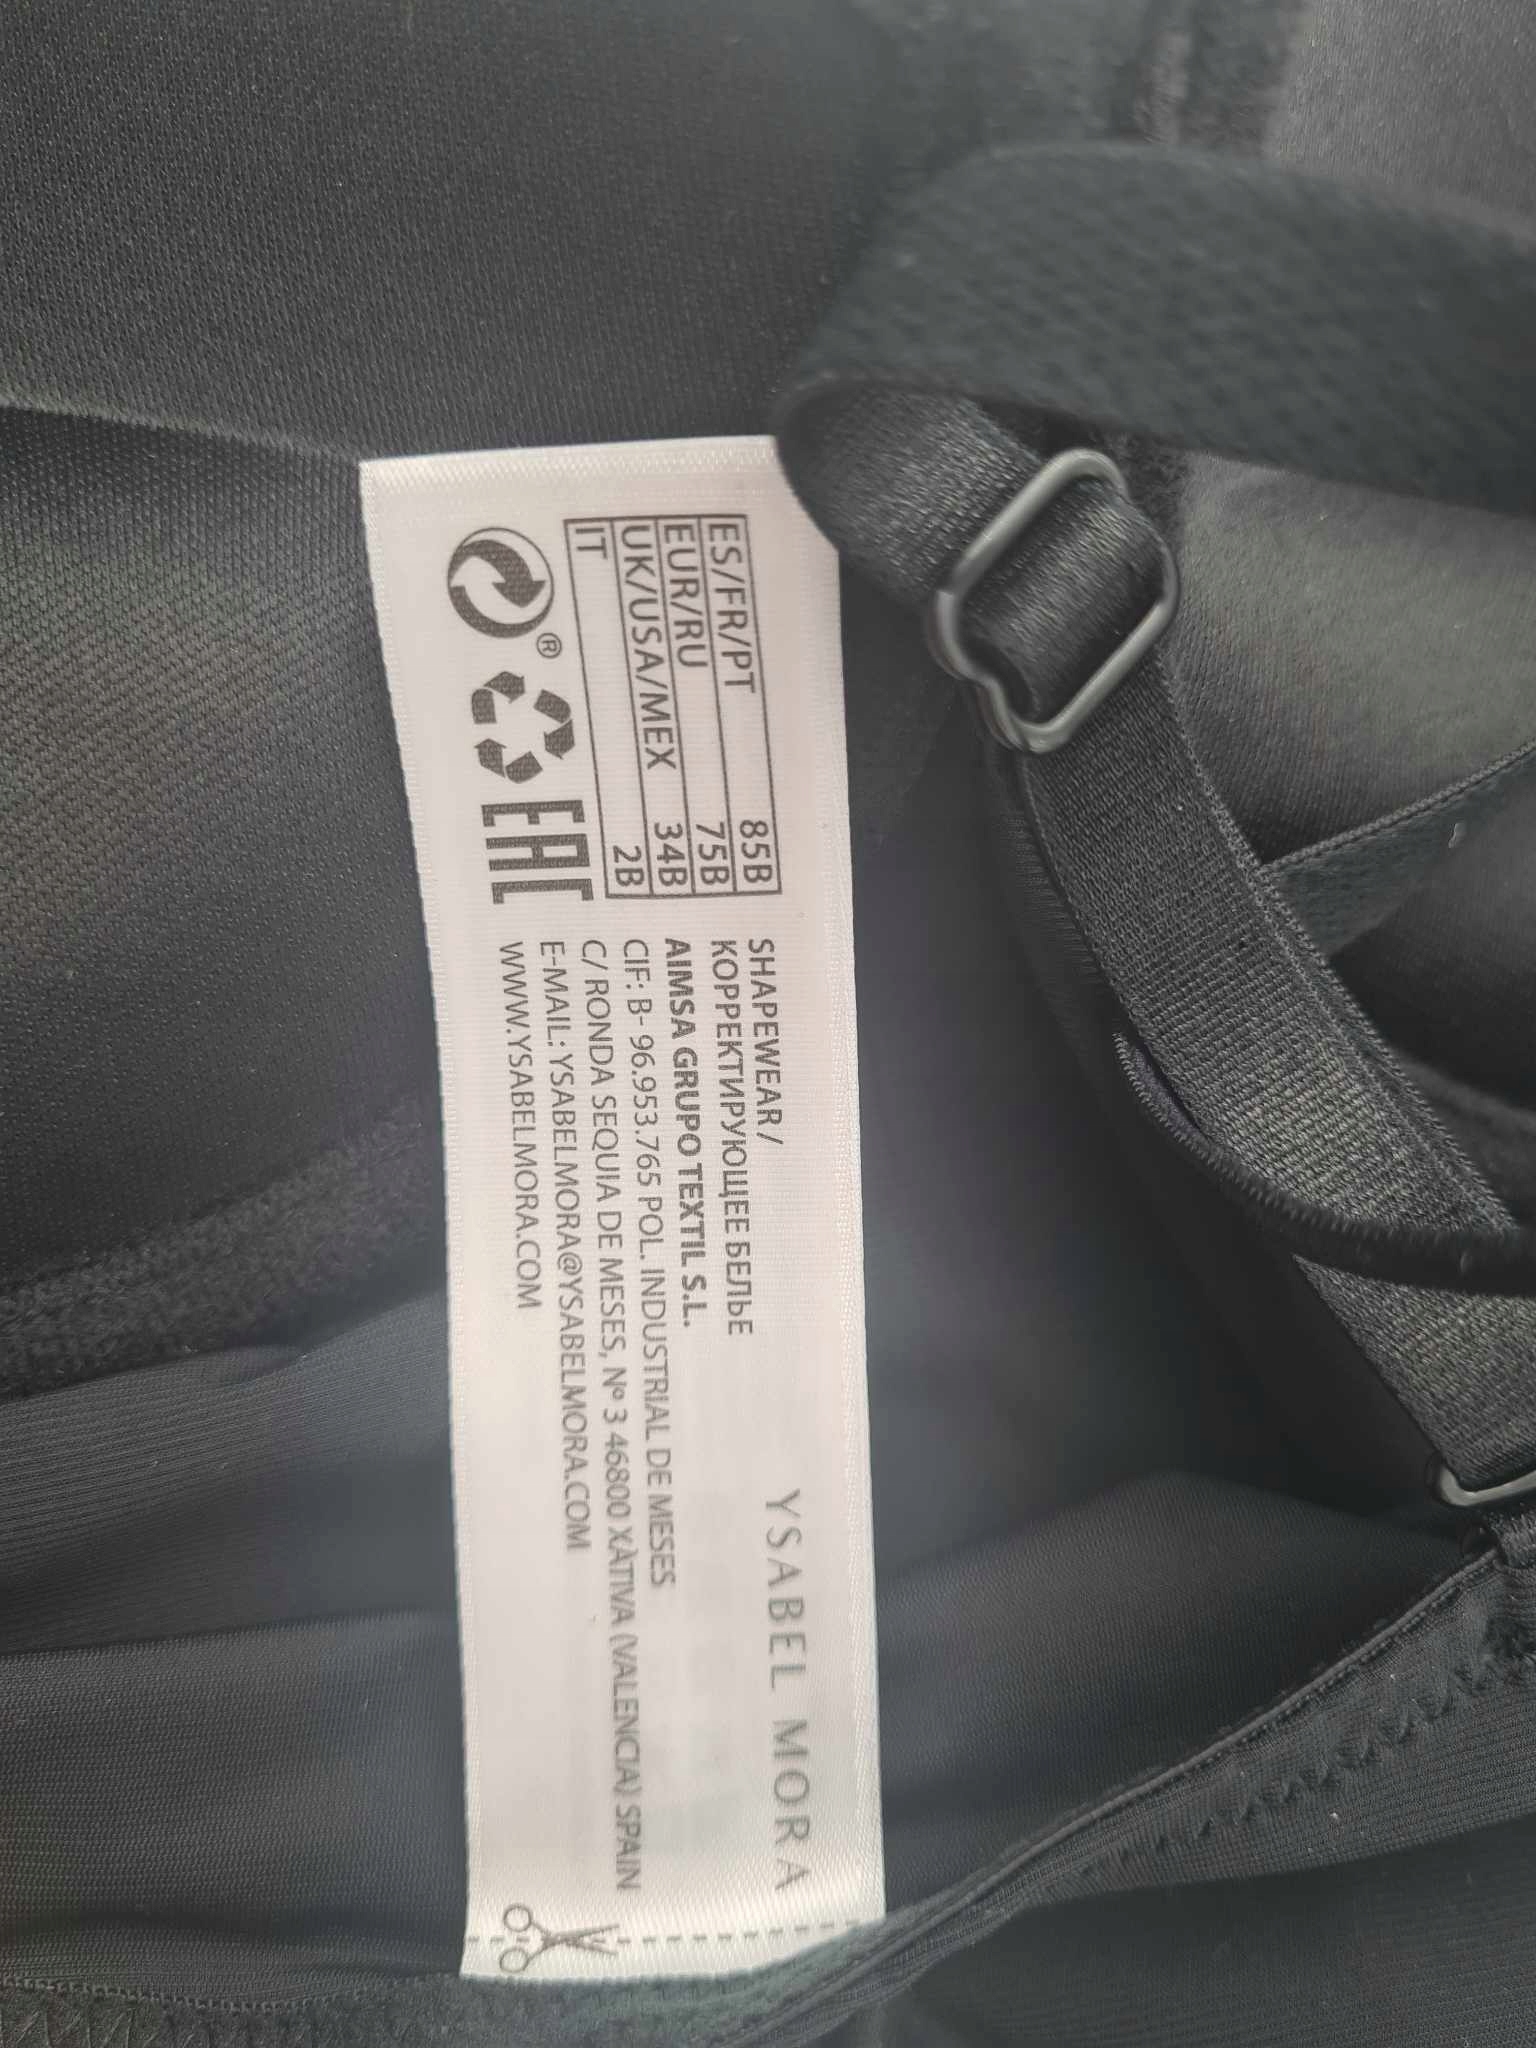 YSABEL MORA
ES/FR/PT 85B
EUR/RU 75B
UK/USA/MEX 34B
IT 2B
® EAC
SHAPEWEAR/
КОРРЕКТИРУЮЩЕЕ БЕЛЬЕ
AIMSA GRUPO TEXTIL S.L.
CIF: B- 96.953.765 POL. INDUSTRIAL DE MESES
C/ RONDA SEQUIA DE MESES, Nº 3 46800 XÀTIVA (VALENCIA) SPAIN
E-MAIL: YSABELMORA@YSABELMORA.COM
WWW.YSABELMORA.COM